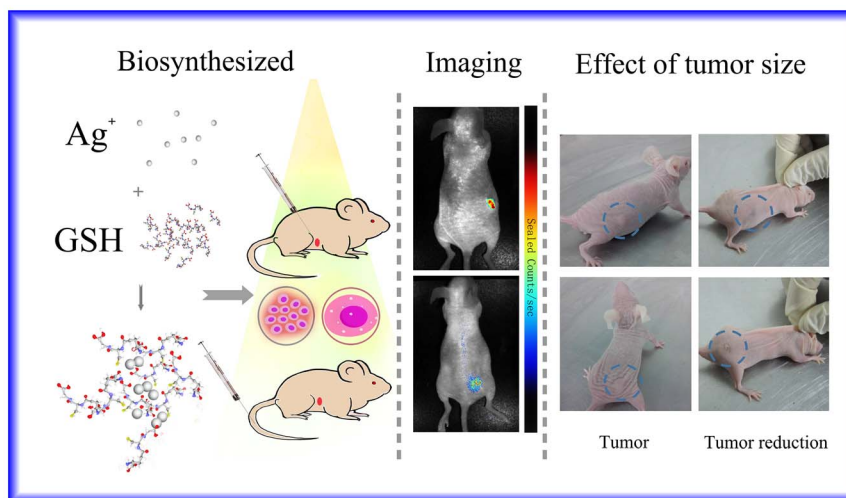 Biosynthesized
Ag+
+
GSH
Imaging
Sealed Counts/sec
Effect of tumor size
Tumor
Tumor reduction